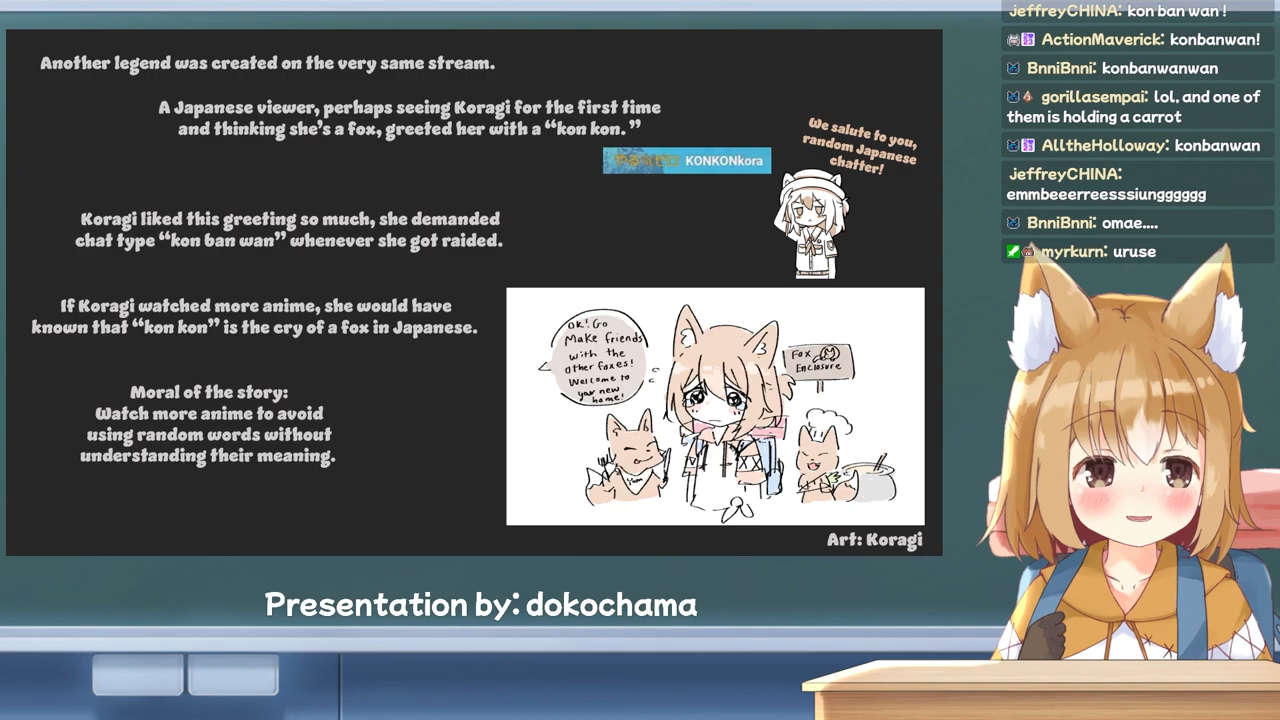 Another legend was created on the very same stream.
A Japanese viewer, perhaps seeing Koragi for the first time
and thinking she's a fox, greeted her with a “kon kon. ”
KONKONkora
We salute to you,
random Japanese
chatter!
Koragi liked this greeting so much, she demanded
chat type “kon ban wan” whenever she got raided.
If Koragi watched more anime, she would have
known that “kon kon” is the cry of a fox in Japanese.
Moral of the story:
Watch more anime to avoid
using random words without
understanding their meaning.
OK! Go
Make friends
with the
other foxes!
Welcome to
your new
home!
Fox
Enclosure
Art: Koragi
Presentation by: dokochama
jeffreyCHINA: kon ban wan !
ActionMaverick: konbanwan!
BnniBnni: konbanwanwan
gorillasempai: lol, and one of
them is holding a carrot
AlltheHolloway: konbanwan
jeffreyCHINA:
emmbeeerreesssiungggggg
BnniBnni: omae....
myrkurn: uruse